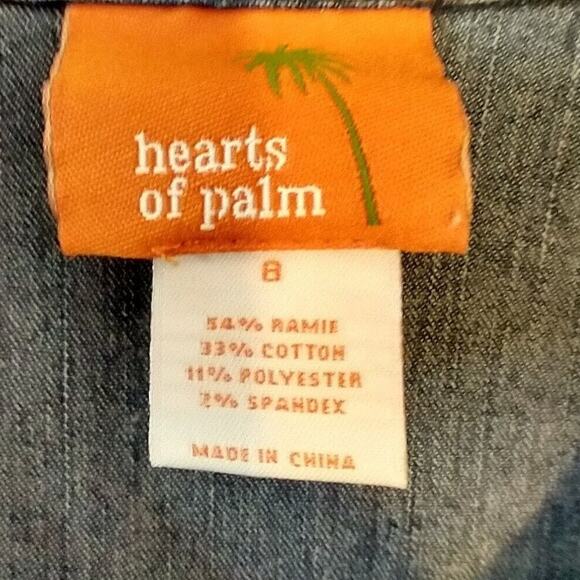 hearts
of palm
8
54% RAMIE
33% COTTON
11% POLYESTER
2% SPANDEX
MADE IN CHINA